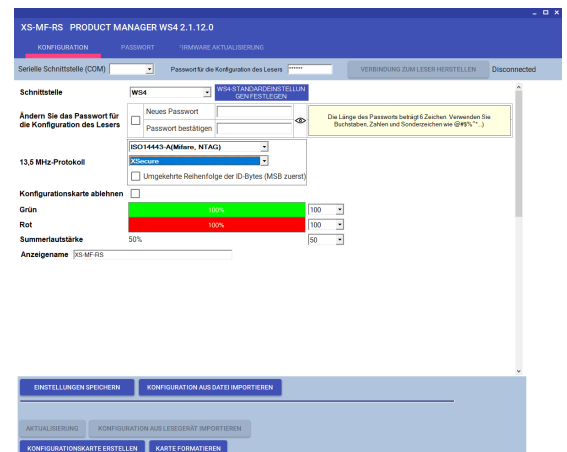 XS-MF-RS PRODUCT MANAGER WS4 2.1.12.0
KONFIGURATION PASSWORT FIRMWARE AKTUALISIERUNG
Serielle Schnittstelle (COM) Passwort für die Konfiguration des Lesers ****** VERBINDUNG ZUM LESER HERSTELLEN Disconnected
Schnittstelle WS4 WS4-STANDARDEINSTELLUN
GEN FESTLEGEN
Ändern Sie das Passwort für
die Konfiguration des Lesers
Neues Passwort
Passwort bestätigen
Die Länge des Passworts beträgt 6 Zeichen. Verwenden Sie
Buchstaben, Zahlen und Sonderzeichen wie @#$% ^*...)
13,5 MHz-Protokoll
ISO14443-A(Mifare, NTAG)
XSecure
Umgekehrte Reihenfolge der ID-Bytes (MSB zuerst)
Konfigurationskarte ablehnen
Grün 100% 100
Rot 100% 100
Summerlautstärke 50% 50
Anzeigename XS-MF-RS
EINSTELLUNGEN SPEICHERN KONFIGURATION AUS DATEI IMPORTIEREN
AKTUALISIERUNG KONFIGURATION AUS LESEGERÄT IMPORTIEREN
KONFIGURATIONSKARTE ERSTELLEN KARTE FORMATIEREN